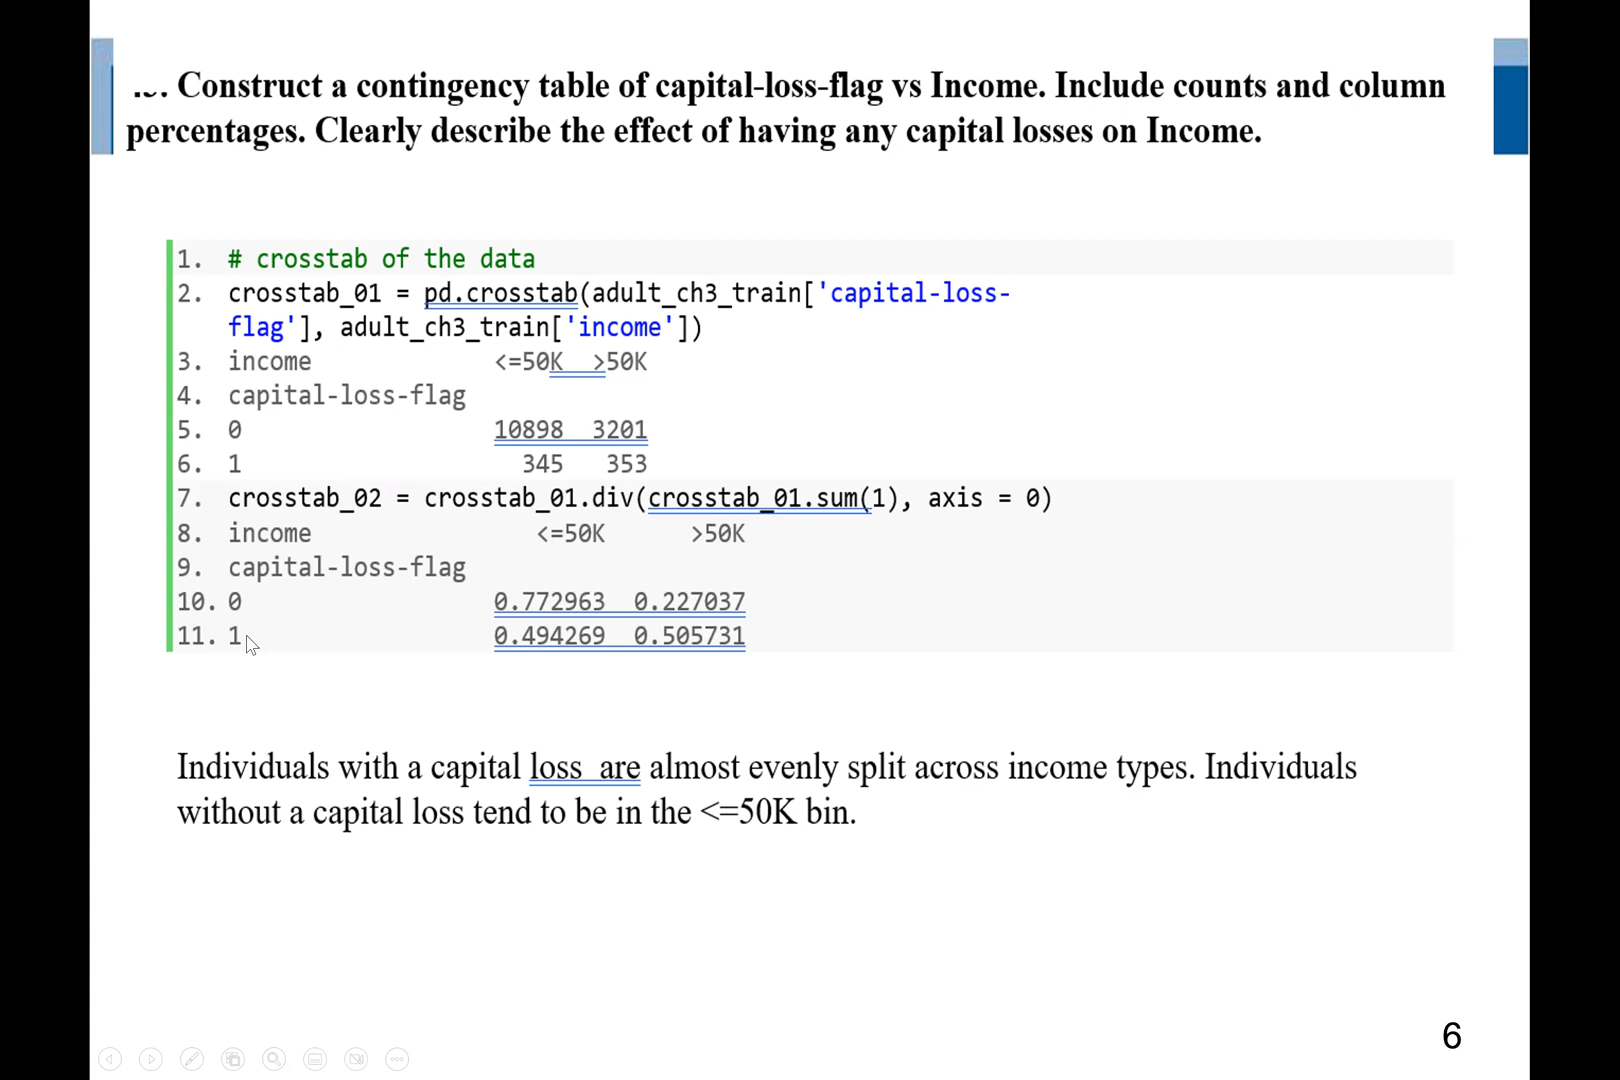 . Construct a contingency table of capital-loss-flag vs Income. Include counts and column
percentages. Clearly describe the effect of having any capital losses on Income.
1. # crosstab of the data
2. crosstab_01 = pd.crosstab(adult_ch3_train['capital-loss-
flag'], adult_ch3_train['income'])
3. income <=50K >50K
4. capital-loss-flag
5. 0 10898 3201
6. 1 345 353
7. crosstab_02 = crosstab_01.div(crosstab_01.sum(1), axis = 0)
8. income <=50K >50K
9. capital-loss-flag
10. 0 0.772963 0.227037
11. 1 0.494269 0.505731
Individuals with a capital loss are almost evenly split across income types. Individuals
without a capital loss tend to be in the <=50K bin.
6